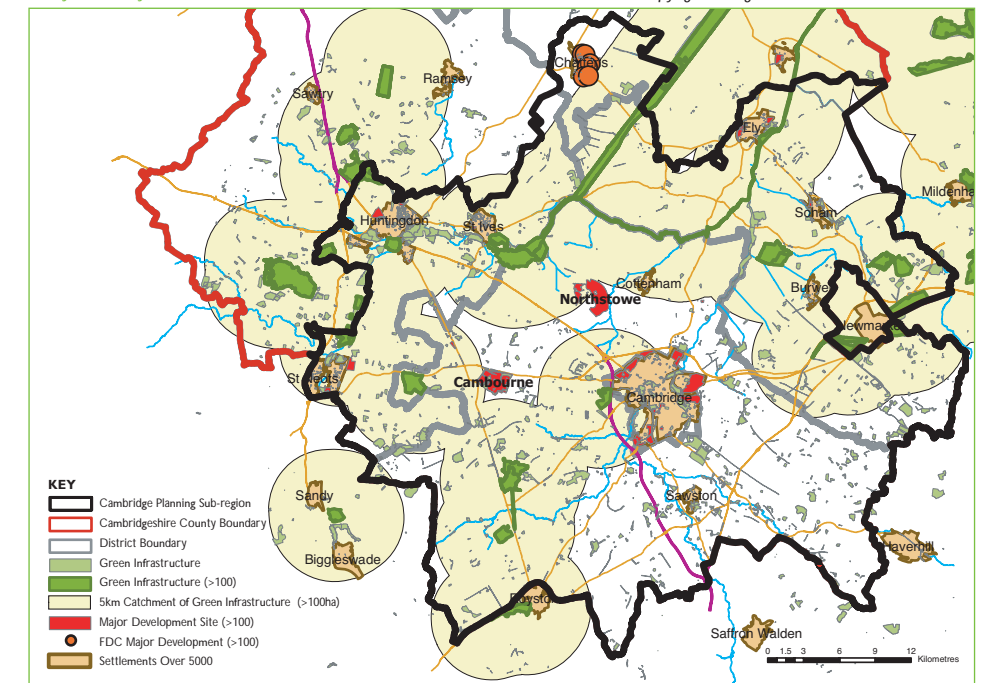 Chatteris
Ramsey
Sawtry
Ely
Mildenha
Soham
Huntingdon
St Ives
Cottenham
Burwell
Northstowe
Newmarket
St Neots
Cambourne
Cambridge
KEY
Cambridge Planning Sub-region
Cambridgeshire County Boundary
District Boundary
Green Infrastructure
Green Infrastructure (>100)
5km Catchment of Green Infrastructure (>100ha)
Major Development Site (>100)
FDC Major Development (>100)
Settlements Over 5000
Sandy
Sawston
Biggleswade
Haverhill
Royston
Saffron Walden
0 1.5 3 6 9 12
Kilometres